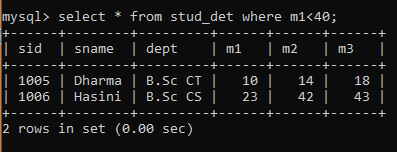 mysql> select * from stud_det where m1<40;
+------+--------+---------+------+------+------+
| sid  | sname  | dept    | m1   | m2   | m3   |
+------+--------+---------+------+------+------+
| 1005 | Dharma | B.Sc CT |   10 |   14 |   18 |
| 1006 | Hasini | B.Sc CS |   23 |   42 |   43 |
+------+--------+---------+------+------+------+
2 rows in set (0.00 sec)